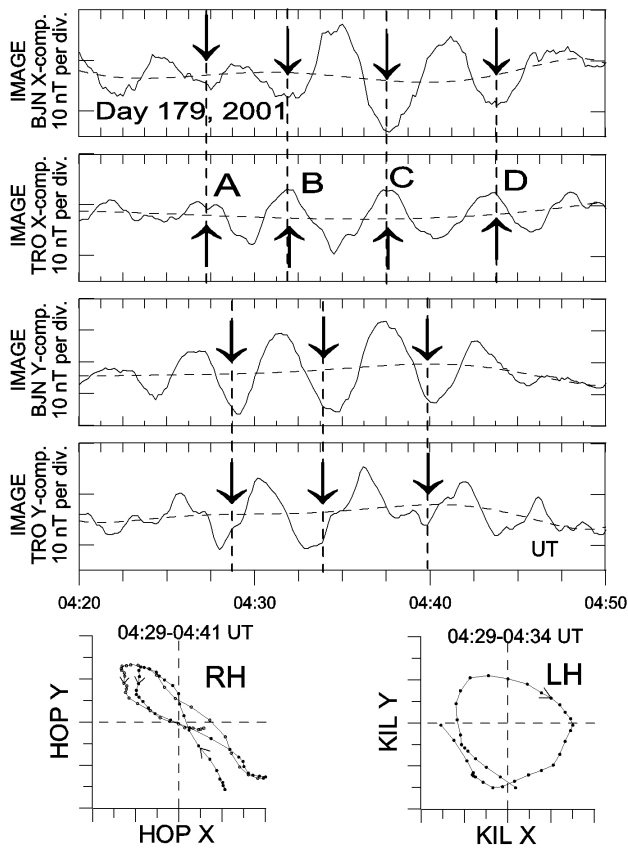 IMAGE
BJN X-comp.
10 nT per div.
Day 179, 2001
IMAGE
TRO X-comp.
10 nT per div.
A B C D
IMAGE
BJN Y-comp.
10 nT per div.
IMAGE
TRO Y-comp.
10 nT per div.
UT
04:20 04:30 04:40 04:50
04:29-04:41 UT
RH
HOP Y
HOP X
04:29-04:34 UT
LH
KIL Y
KIL X